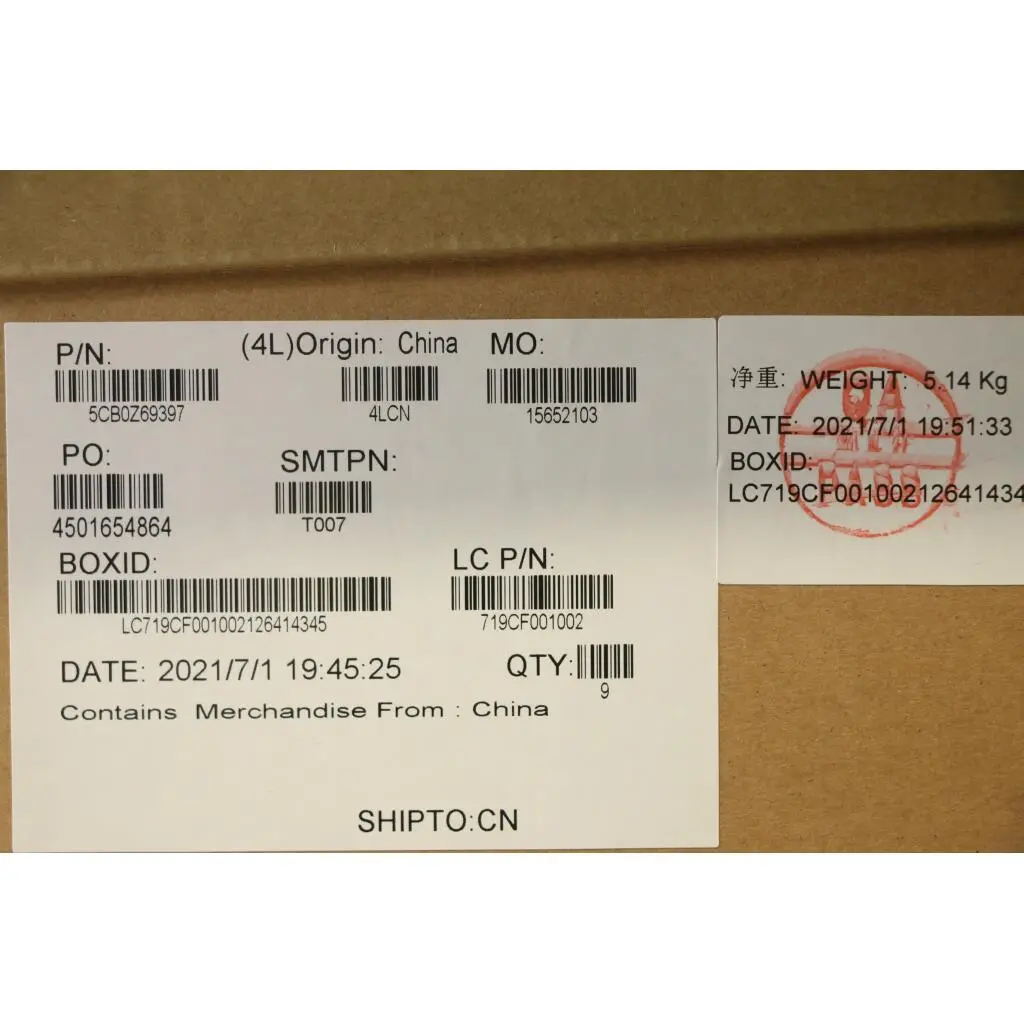 P/N: (4L)Origin: China MO:
5CB0Z69397 4LCN 15652103
PO: SMTPN:
4501654864 T007
BOXID: LC P/N:
LC719CF001002126414345 719CF001002
DATE: 2021/7/1 19:45:25 QTY:
9
Contains Merchandise From : China
SHIPTO:CN
净重: WEIGHT: 5.14 Kg
DATE: 2021/7/1 19:51:33
BOXID:
LC719CF00100212641434
QA
PASS